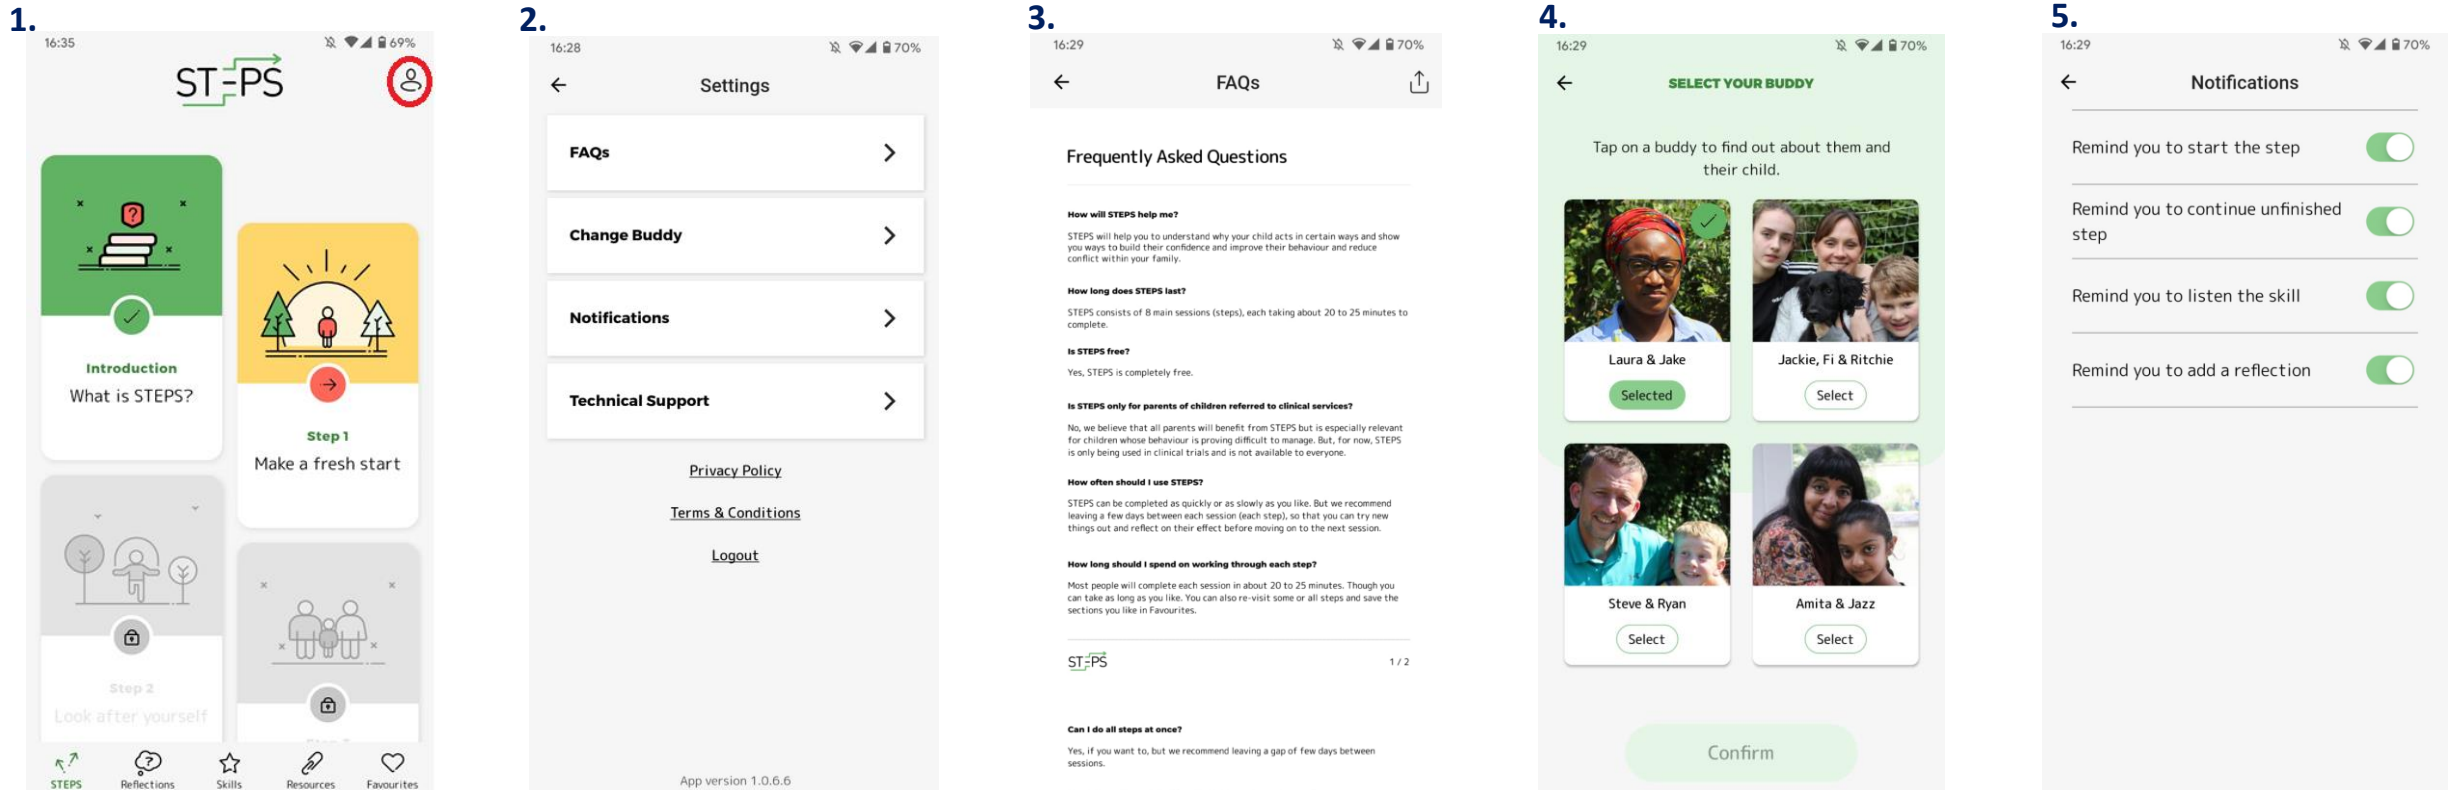 1.
16:35
69%
STEPS
Introduction
What is STEPS?
Step 1
Make a fresh start
Step 2
Look after yourself
STEPS
Reflections
Skills
Resources
Favourites
2.
16:28
70%
Settings
FAQs
Change Buddy
Notifications
Technical Support
Privacy Policy
Terms & Conditions
Logout
App version 1.0.6.6
3.
16:29
70%
FAQs
Frequently Asked Questions
How will STEPS help me?
STEPS will help you to understand why your child acts in certain ways and show
you ways to build their confidence and improve their behaviour and reduce
conflict within your family.
How long does STEPS last?
STEPS consists of 8 main sessions (steps), each taking about 20 to 25 minutes to
complete.
Is STEPS free?
Yes, STEPS is completely free.
Is STEPS only for parents of children referred to clinical services?
No, we believe that all parents will benefit from STEPS but is especially relevant
for children whose behaviour is proving difficult to manage. But, for now, STEPS
is only being used in clinical trials and is not available to everyone.
How often should I use STEPS?
STEPS can be completed as quickly or as slowly as you like. But we recommend
leaving a few days between each session (each step), so that you can try new
things out and reflect on their effect before moving on to the next session.
How long should I spend on working through each step?
Most people will complete each session in about 20 to 25 minutes. Though you
can take as long as you like. You can also re-visit some or all steps and save the
sections you like in Favourites.
STEPS
1 / 2
Can I do all steps at once?
Yes, if you want to, but we recommend leaving a gap of few days between
sessions.
4.
16:29
70%
SELECT YOUR BUDDY
Tap on a buddy to find out about them and
their child.
Laura & Jake
Selected
Jackie, Fi & Ritchie
Select
Steve & Ryan
Select
Amita & Jazz
Select
Confirm
5.
16:29
70%
Notifications
Remind you to start the step
Remind you to continue unfinished
step
Remind you to listen the skill
Remind you to add a reflection